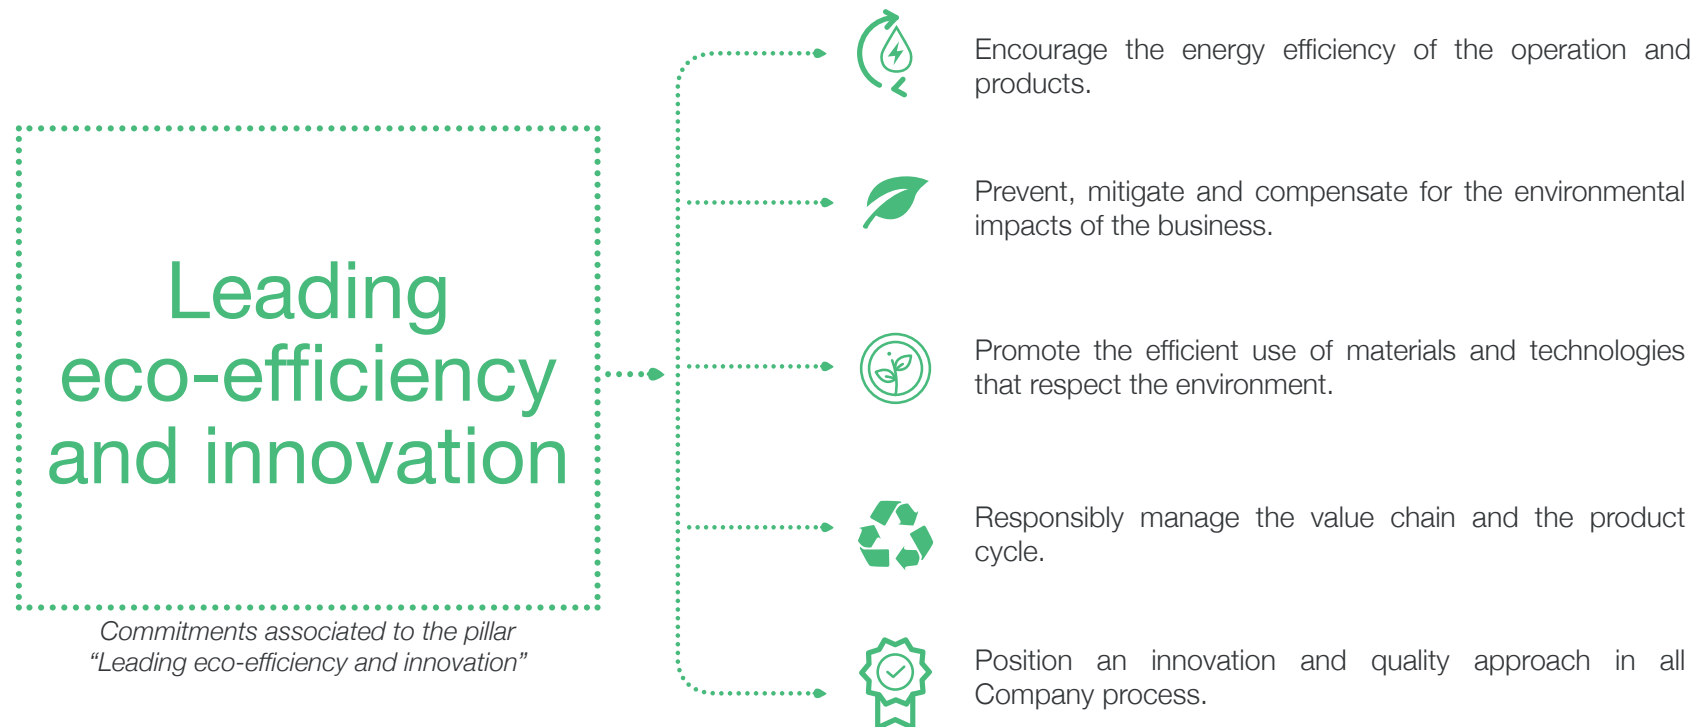 Leading
eco-efficiency
and innovation
Commitments associated to the pillar
“Leading eco-efficiency and innovation”
Encourage the energy efficiency of the operation and
products.
Prevent, mitigate and compensate for the environmental
impacts of the business.
Promote the efficient use of materials and technologies
that respect the environment.
Responsibly manage the value chain and the product
cycle.
Position an innovation and quality approach in all
Company process.